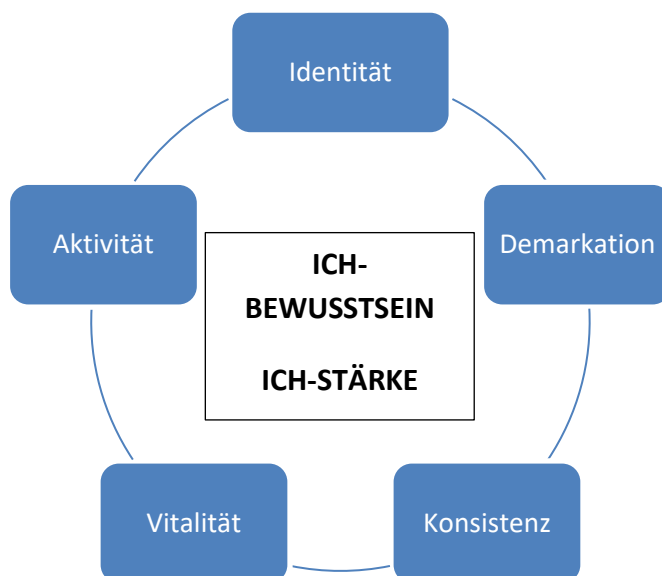 Identität
Aktivität
Demarkation
ICH-
BEWUSSTSEIN
ICH-STÄRKE
Vitalität
Konsistenz